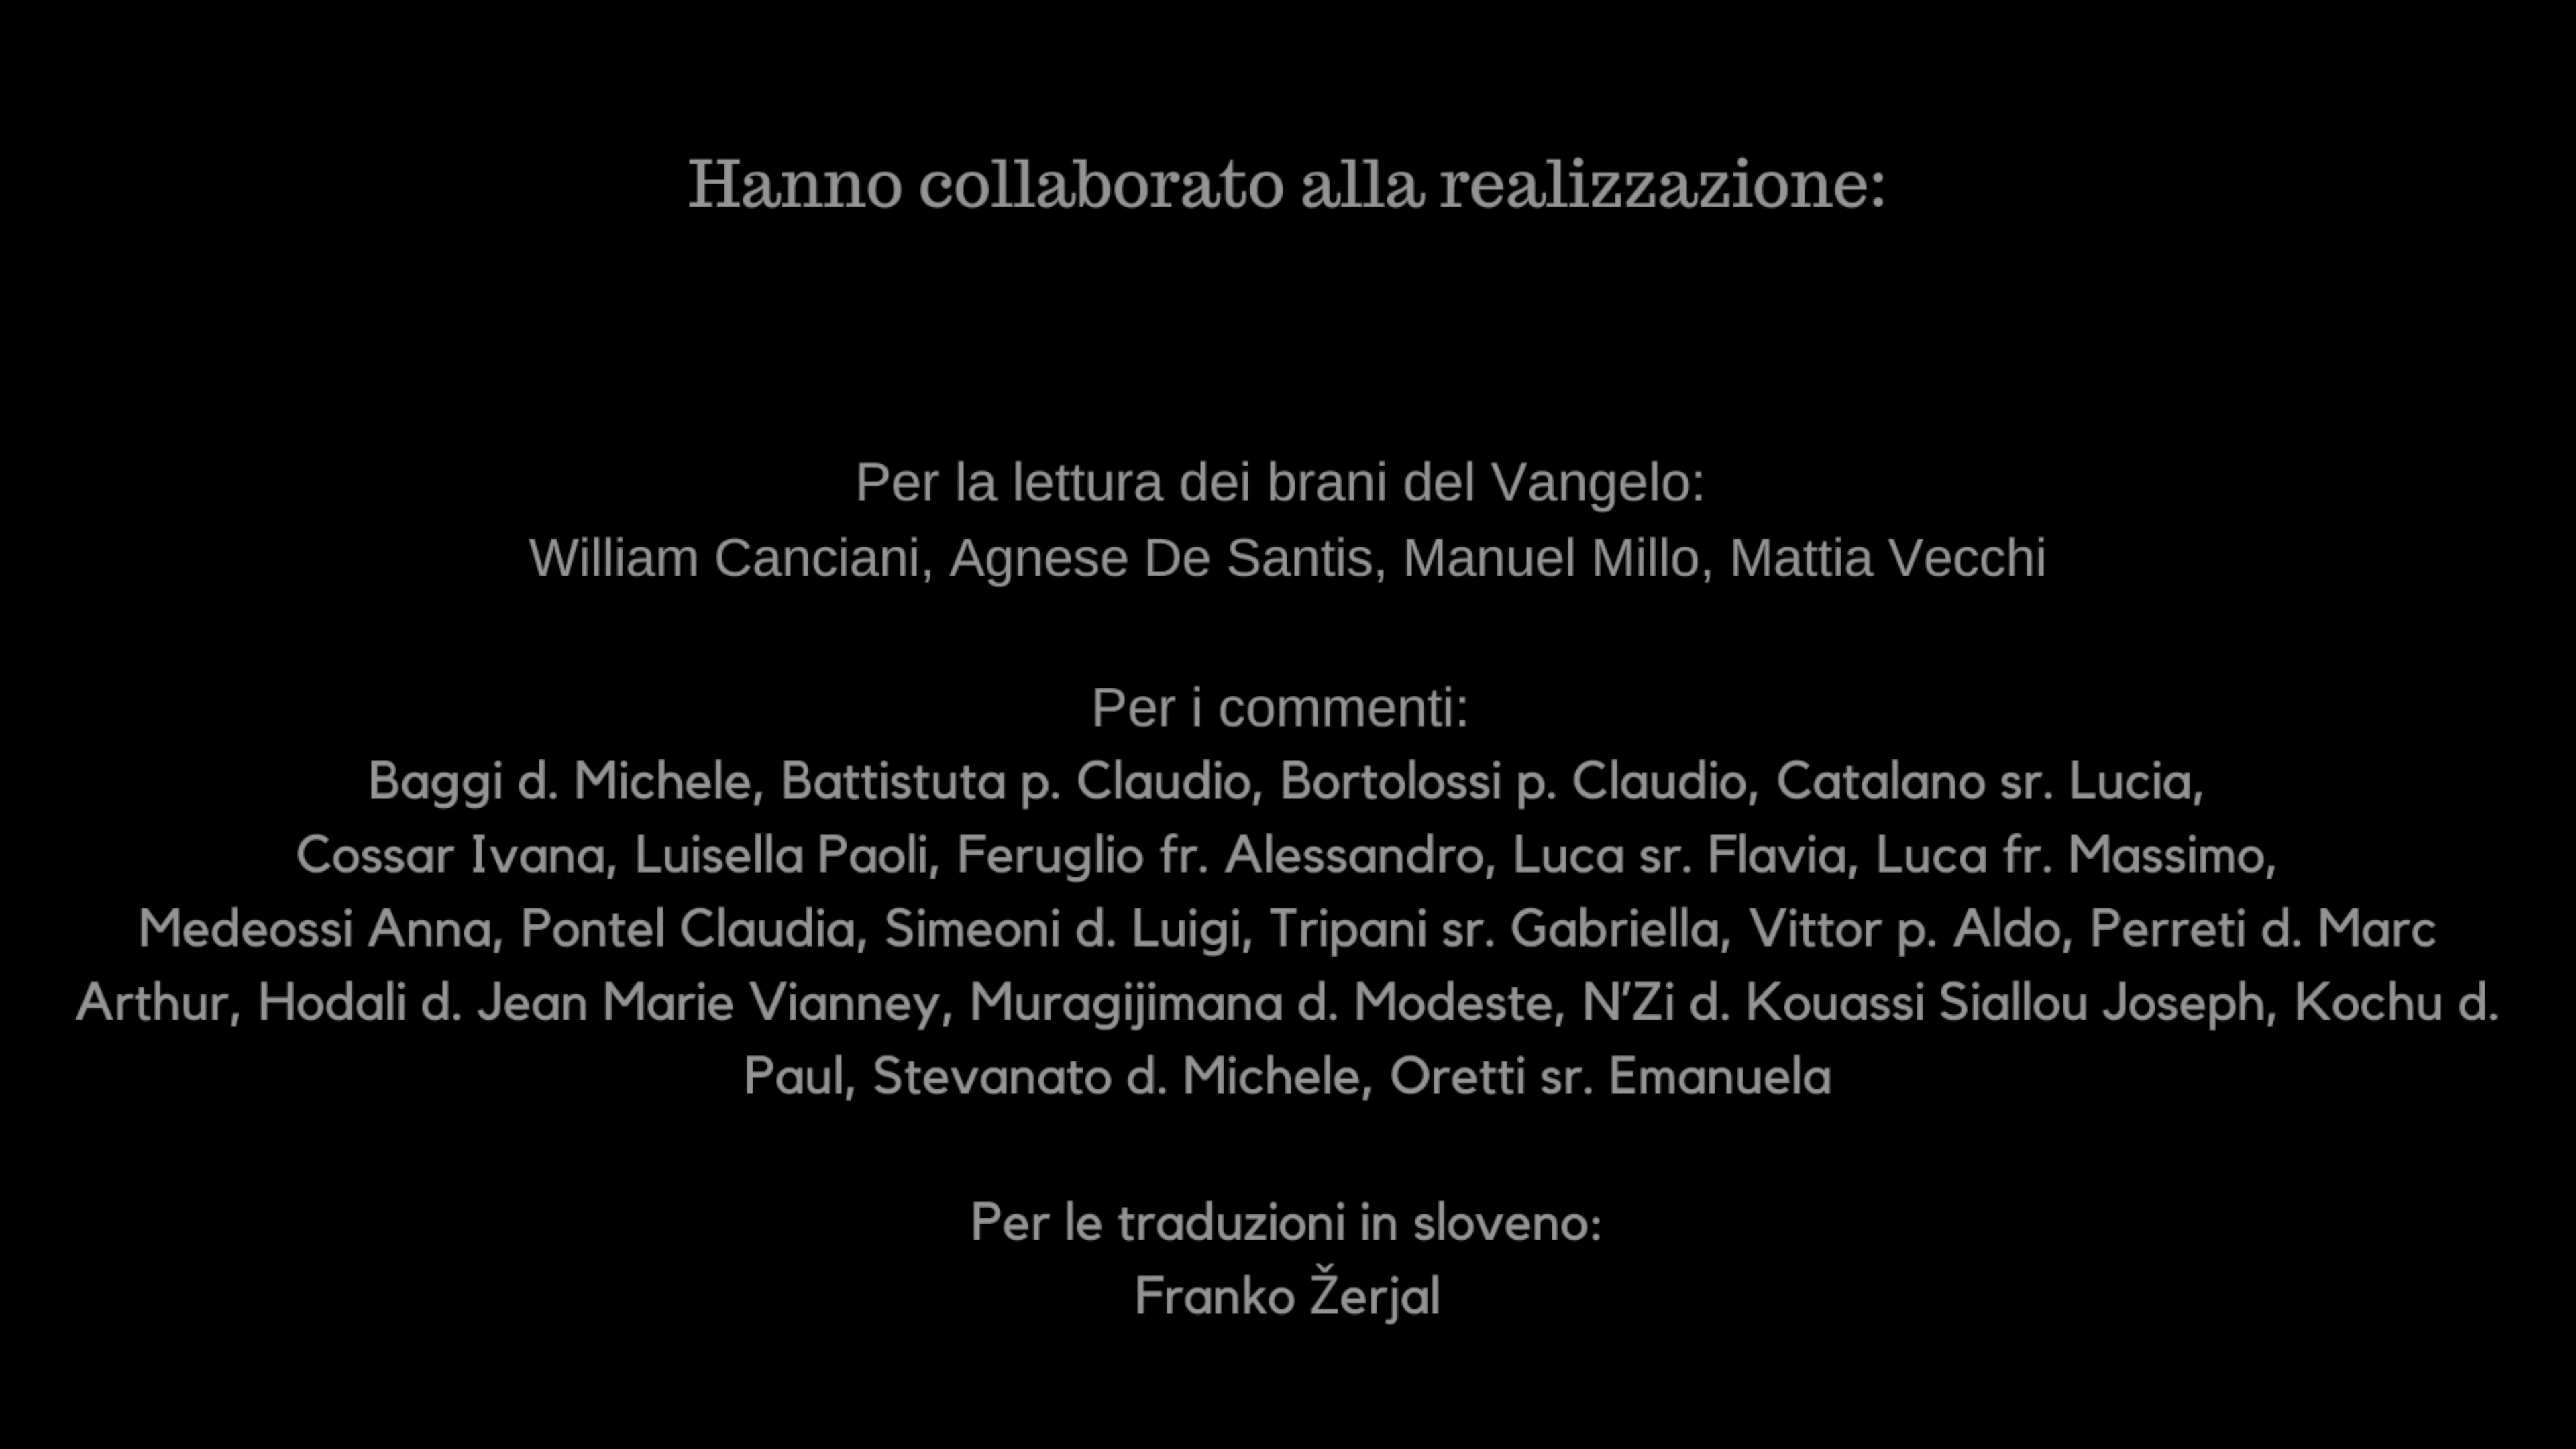 Hanno collaborato alla realizzazione:
Per la lettura dei brani del Vangelo:
William Canciani, Agnese De Santis, Manuel Millo, Mattia Vecchi
Per i commenti:
Baggi d. Michele, Battistuta p. Claudio, Bortolossi p. Claudio, Catalano sr. Lucia,
Cossar Ivana, Luisella Paoli, Feruglio fr. Alessandro, Luca sr. Flavia, Luca fr. Massimo,
Medeossi Anna, Pontel Claudia, Simeoni d. Luigi, Tripani sr. Gabriella, Vittor p. Aldo, Perreti d. Marc
Arthur, Hodali d. Jean Marie Vianney, Muragijimana d. Modeste, N'Zi d. Kouassi Siallou Joseph, Kochu d.
Paul, Stevanato d. Michele, Oretti sr. Emanuela
Per le traduzioni in sloveno:
Franko Žerjal